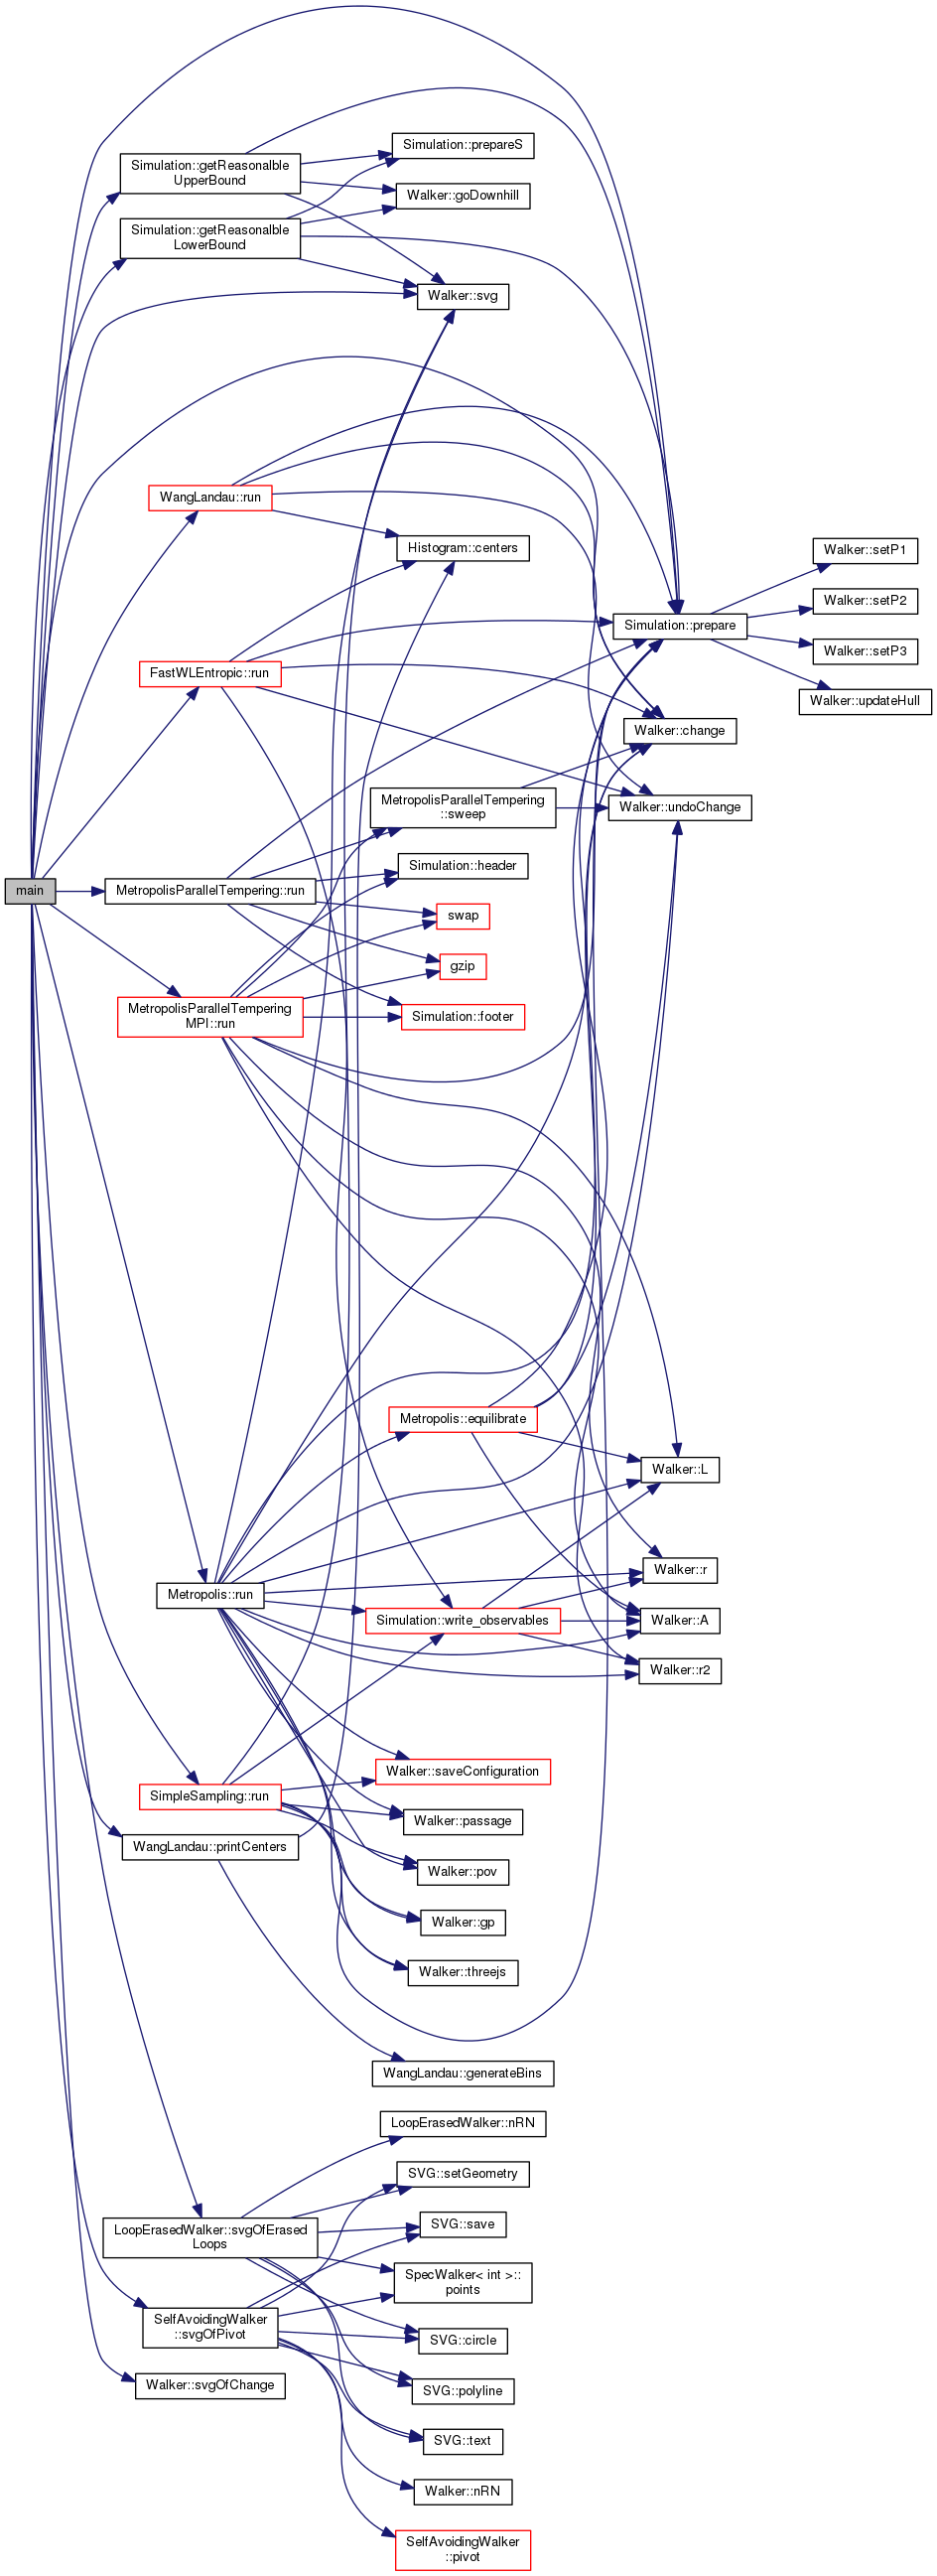 Simulation::prepareS
Simulation::getReasonalble
UpperBound
Walker::goDownhill
Simulation::getReasonalble
LowerBound
Walker::svg
WangLandau::run
Histogram::centers
Walker::setP1
Walker::setP2
Simulation::prepare
Walker::setP3
FastWLEntropic::run
Walker::updateHull
Walker::change
MetropolisParallelTempering
::sweep
Walker::undoChange
Simulation::header
main
MetropolisParallelTempering::run
swap
gzip
MetropolisParallelTempering
MPI::run
Simulation::footer
Metropolis::equilibrate
Walker::L
Walker::r
Metropolis::run
Simulation::write_observables
Walker::A
Walker::r2
Walker::saveConfiguration
SimpleSampling::run
Walker::passage
WangLandau::printCenters
Walker::pov
Walker::gp
Walker::threejs
WangLandau::generateBins
LoopErasedWalker::nRN
SVG::setGeometry
LoopErasedWalker::svgOfErased
Loops
SVG::save
SpecWalker< int >::
points
SelfAvoidingWalker
::svgOfPivot
SVG::circle
Walker::svgOfChange
SVG::polyline
SVG::text
Walker::nRN
SelfAvoidingWalker
::pivot